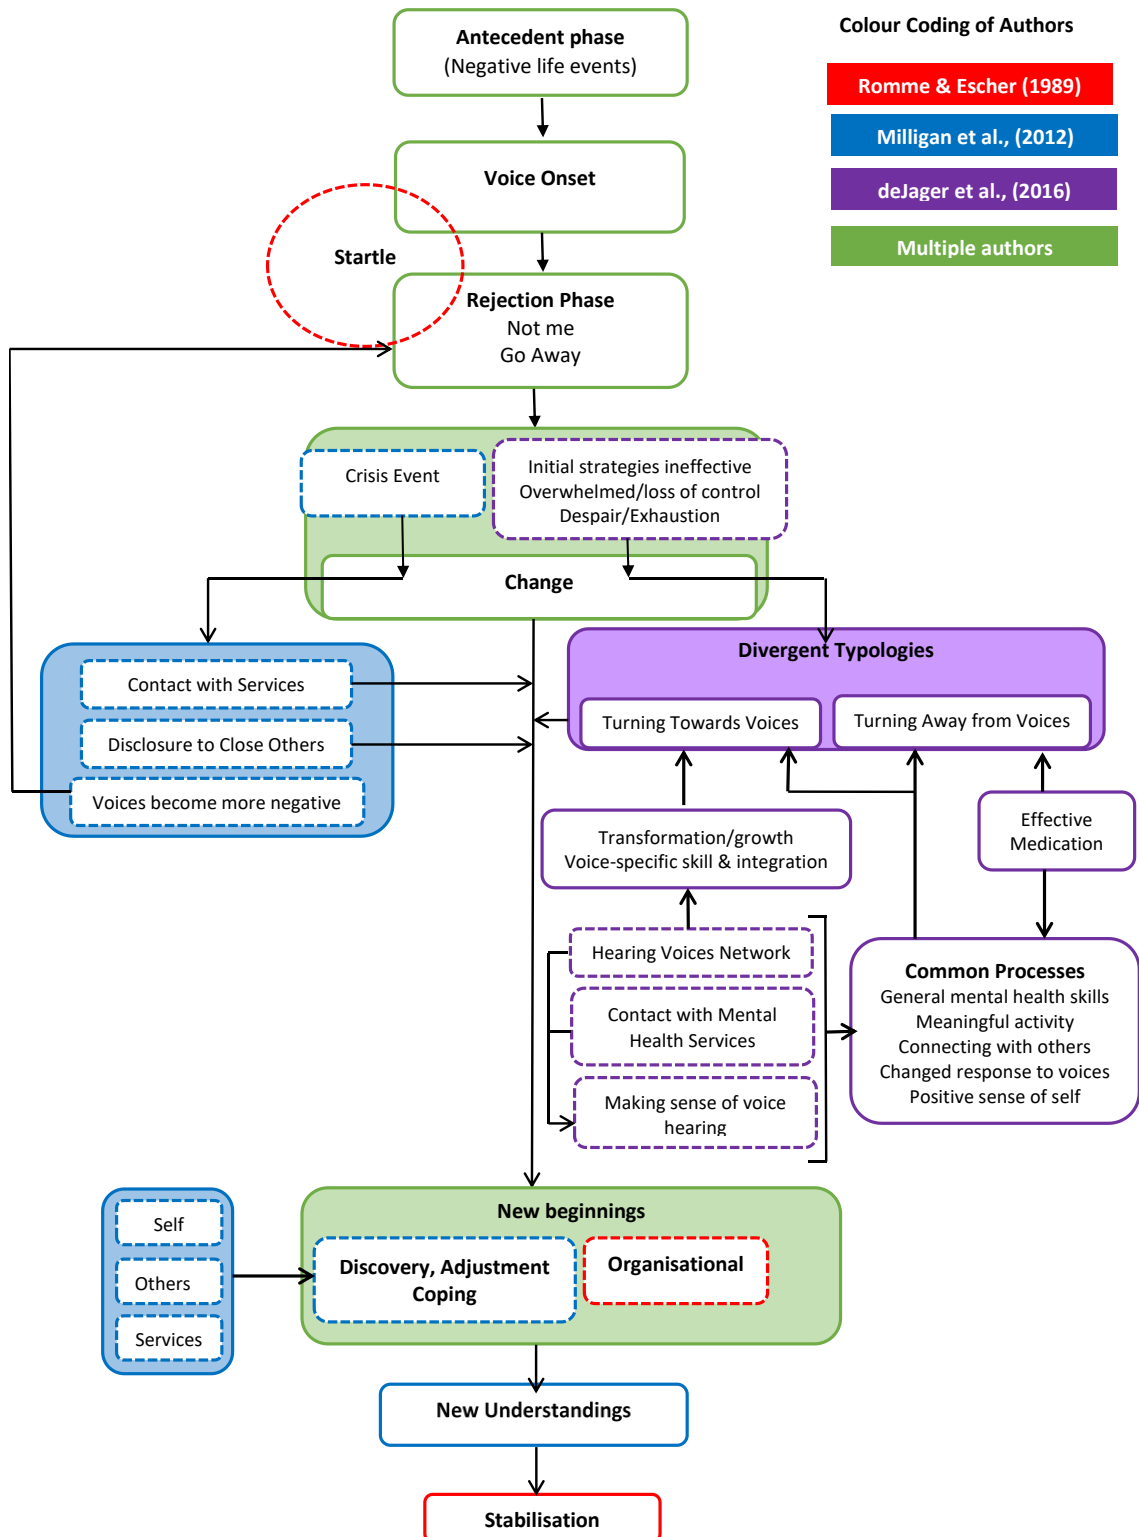 Antecedent phase
(Negative life events)
Colour Coding of Authors
Romme & Escher (1989)
Milligan et al., (2012)
deJager et al., (2016)
Multiple authors
Voice Onset
Startle
Rejection Phase
Not me
Go Away
Crisis Event
Initial strategies ineffective
Overwhelmed/loss of control
Despair/Exhaustion
Change
Contact with Services
Disclosure to Close Others
Voices become more negative
Divergent Typologies
Turning Towards Voices
Turning Away from Voices
Transformation/growth
Voice-specific skill & integration
Effective
Medication
Hearing Voices Network
Contact with Mental
Health Services
Making sense of voice
hearing
Common Processes
General mental health skills
Meaningful activity
Connecting with others
Changed response to voices
Positive sense of self
Self
Others
Services
New beginnings
Discovery, Adjustment
Coping
Organisational
New Understandings
Stabilisation